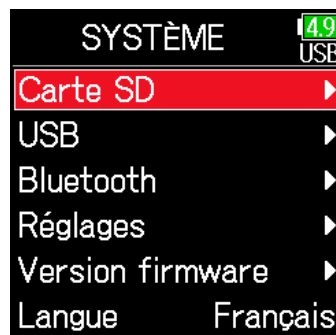 SYSTÈME
4.9
USB
Carte SD
USB
Bluetooth
Réglages
Version firmware
Langue Français